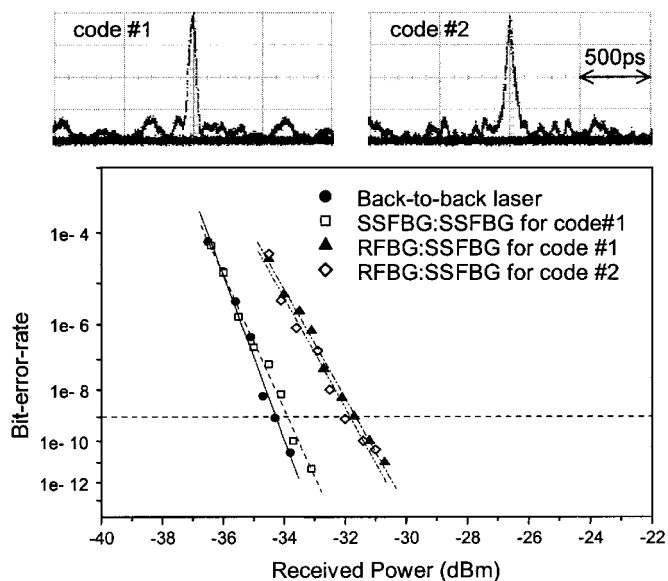 code #1
code #2
500ps
Back-to-back laser
SSFBG:SSFBG for code#1
RFBG:SSFBG for code #1
RFBG:SSFBG for code #2
Bit-error-rate
1e- 4
1e- 6
1e- 8
1e- 10
1e- 12
-40 -38 -36 -34 -32 -30 -28 -26 -24 -22
Received Power (dBm)